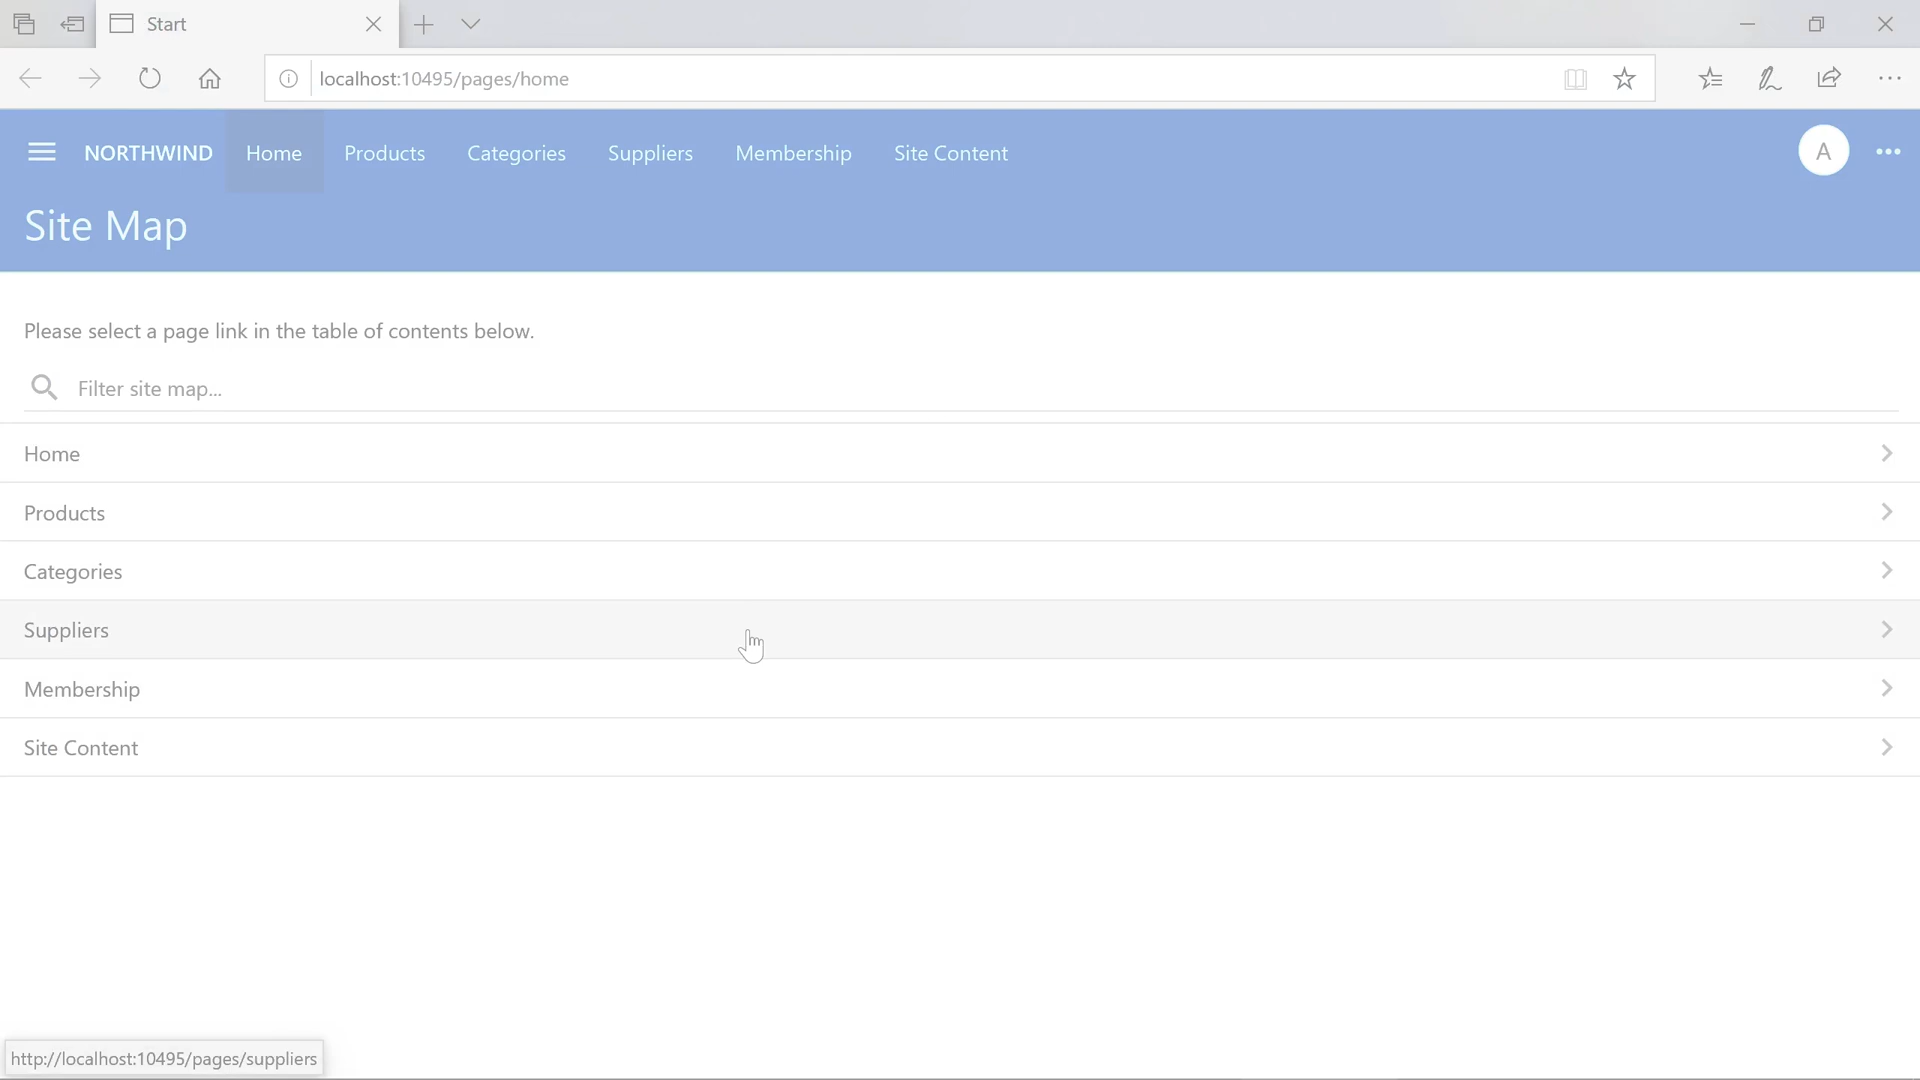 Start
localhost:10495/pages/home
NORTHWIND Home Products Categories Suppliers Membership Site Content A
Site Map
Please select a page link in the table of contents below.
Filter site map...
Home
Products
Categories
Suppliers
Membership
Site Content
http://localhost:10495/pages/suppliers